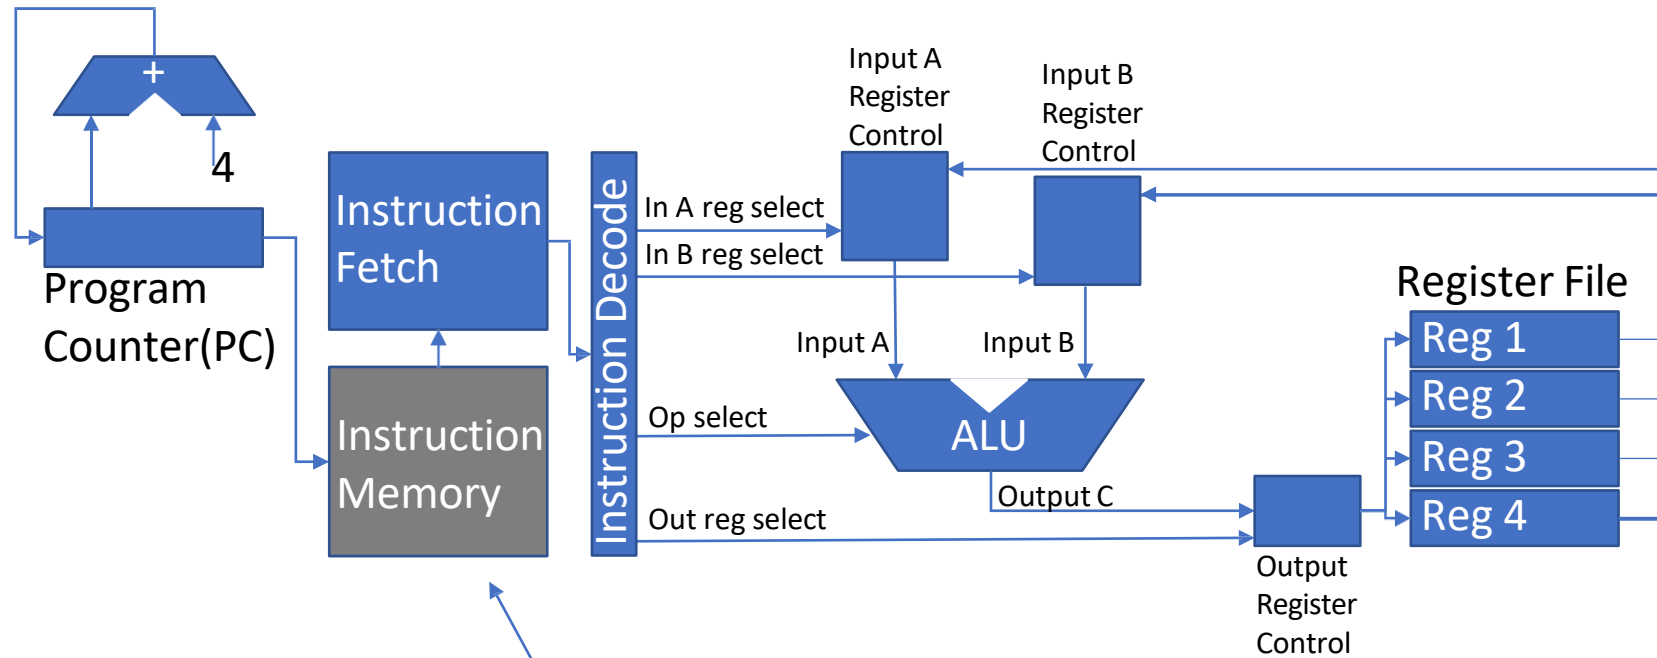 +
4
Program
Counter(PC)
Instruction
Fetch
Instruction
Memory
Instruction Decode
In A reg select
In B reg select
Op select
Out reg select
Input A
Register
Control
Input B
Register
Control
Input A
Input B
ALU
Output C
Output
Register
Control
Register File
Reg 1
Reg 2
Reg 3
Reg 4